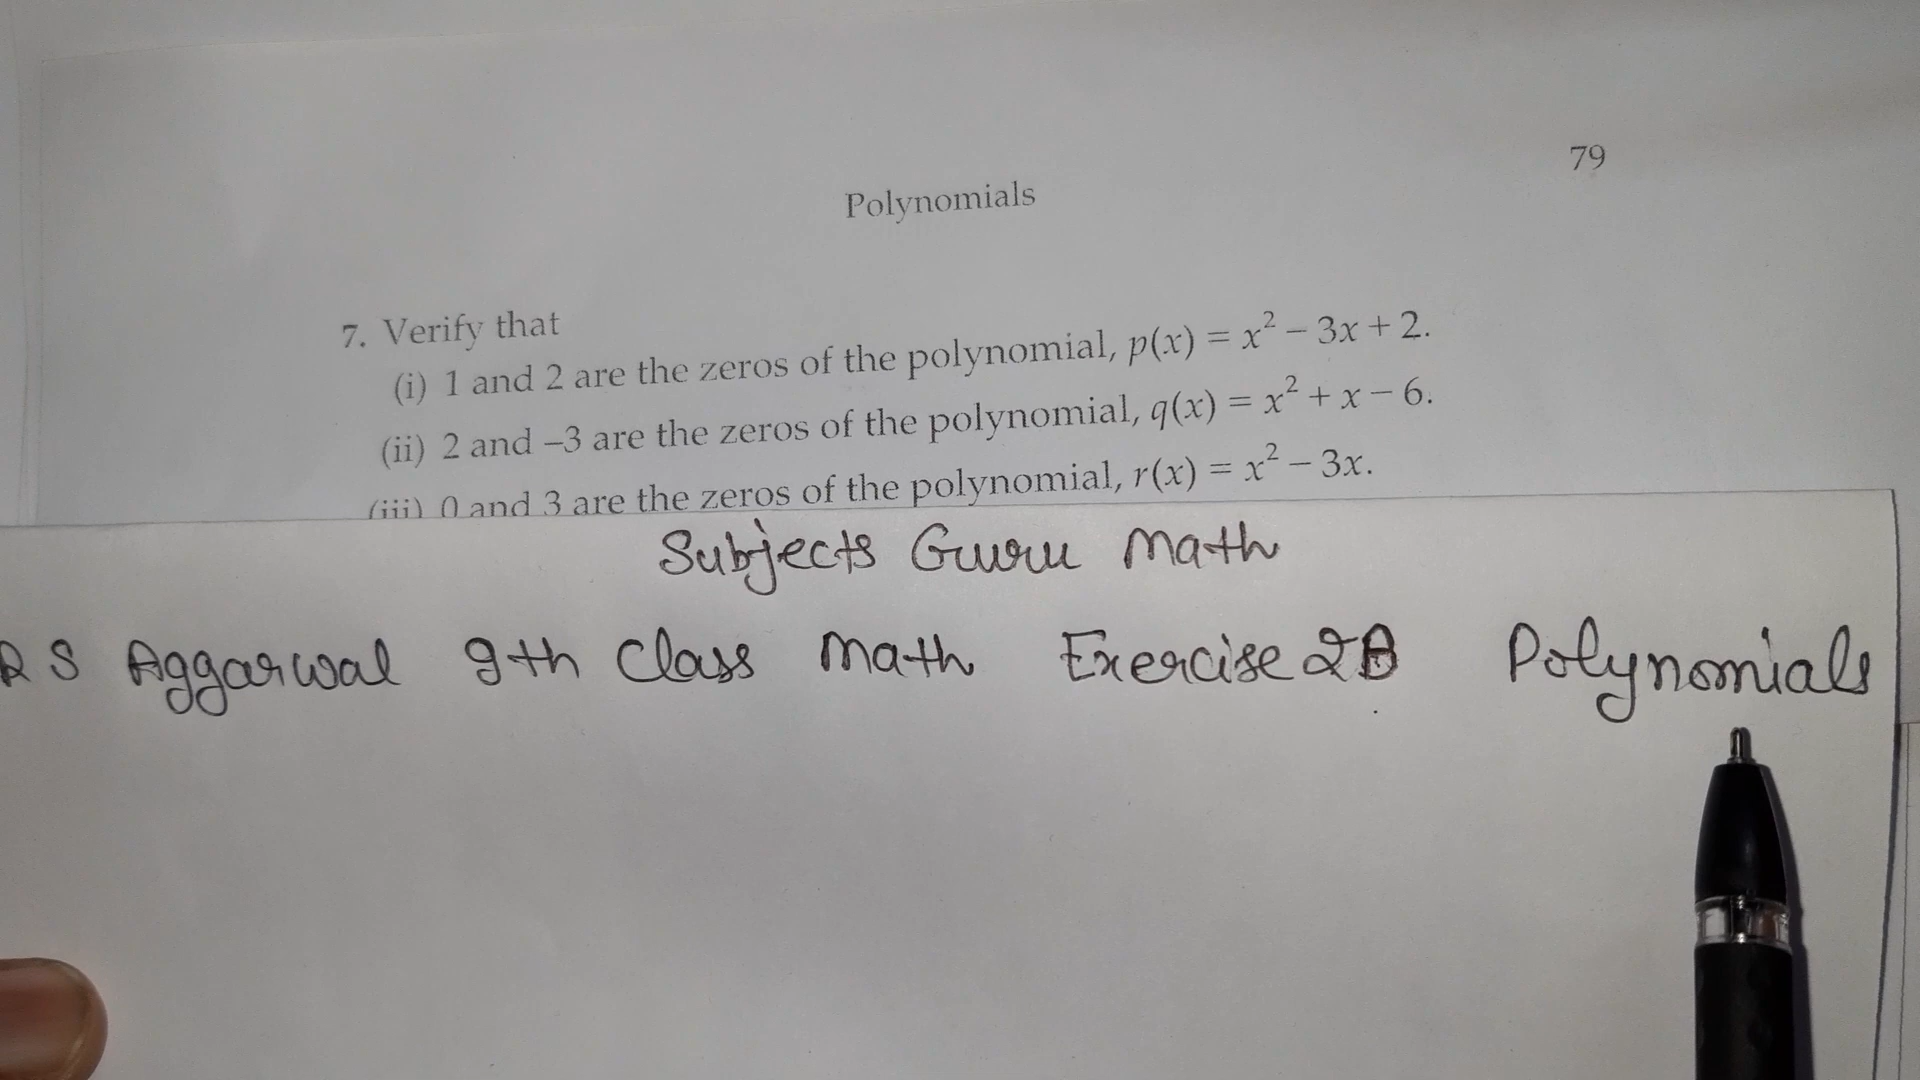 79
Polynomials
7. Verify that
(i) 1 and 2 are the zeros of the polynomial, p(x) = x² – 3x + 2.
(ii) 2 and –3 are the zeros of the polynomial, q(x) = x² + x – 6.
(iii) 0 and 3 are the zeros of the polynomial, r(x) = x² – 3x.
Subjects Guru Math
R S Aggarwal 9th Class Math Exercise 2B Polynomials